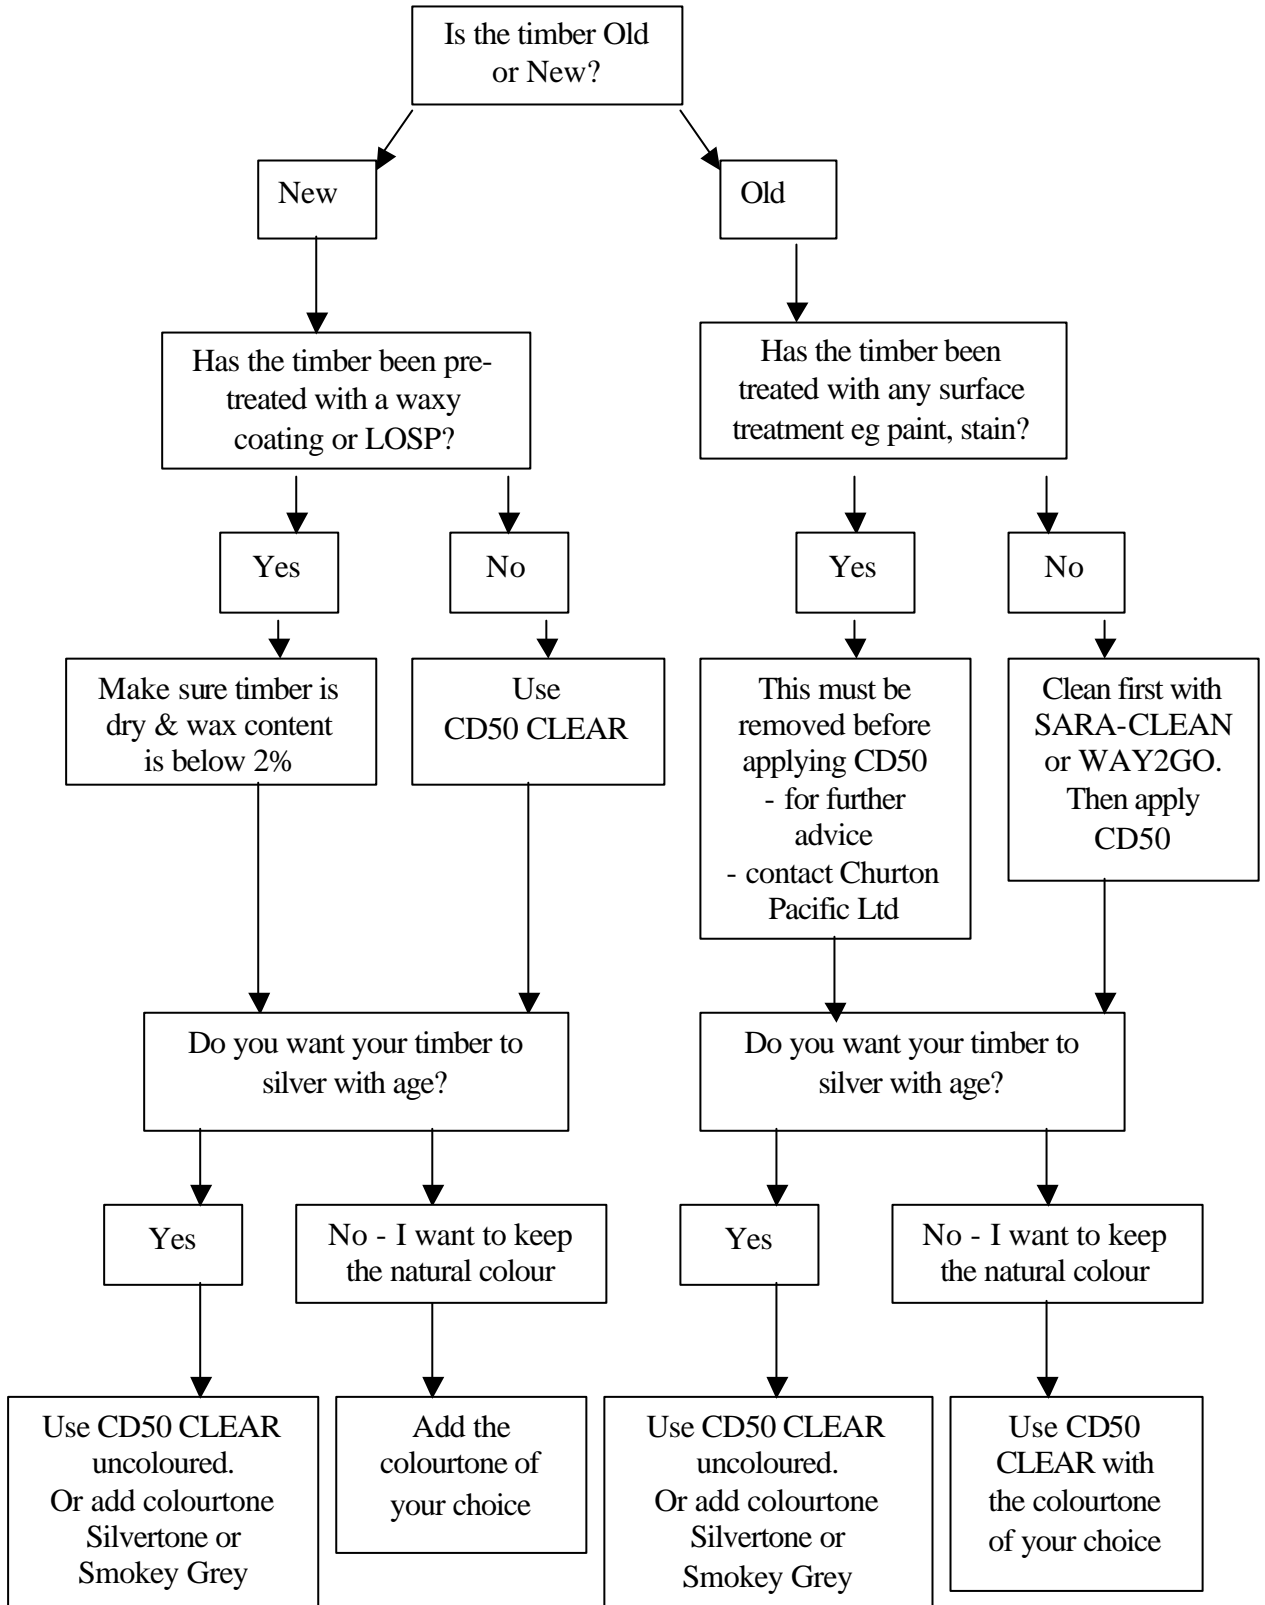 Is the timber Old
or New?
New
Old
Has the timber been pre-
treated with a waxy
coating or LOSP?
Has the timber been
treated with any surface
treatment eg paint, stain?
Yes
No
Yes
No
Make sure timber is
dry & wax content
is below 2%
Use
CD50 CLEAR
This must be
removed before
applying CD50
- for further
advice
- contact Churton
Pacific Ltd
Clean first with
SARA-CLEAN
or WAY2GO.
Then apply
CD50
Do you want your timber to
silver with age?
Do you want your timber to
silver with age?
Yes
No - I want to keep
the natural colour
Yes
No - I want to keep
the natural colour
Use CD50 CLEAR
uncoloured.
Or add colourtone
Silvertone or
Smokey Grey
Add the
colourtone of
your choice
Use CD50 CLEAR
uncoloured.
Or add colourtone
Silvertone or
Smokey Grey
Use CD50
CLEAR with
the colourtone
of your choice